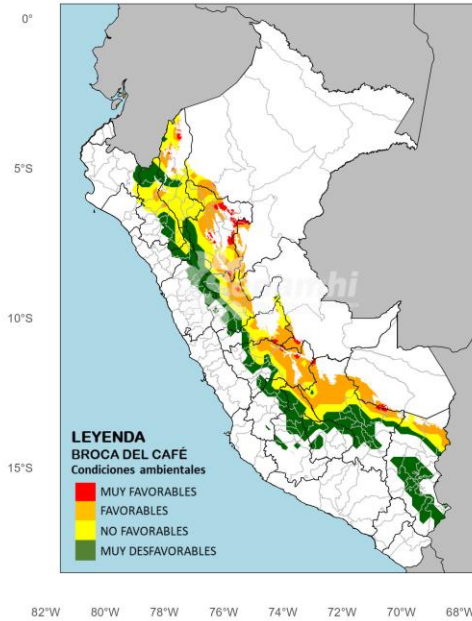 0°
5°S
10°S
15°S
senamhi
LEYENDA
BROCA DEL CAFÉ
Condiciones ambientales
MUY FAVORABLES
FAVORABLES
NO FAVORABLES
MUY DESFAVORABLES
82°W 80°W 78°W 76°W 74°W 72°W 70°W 68°W